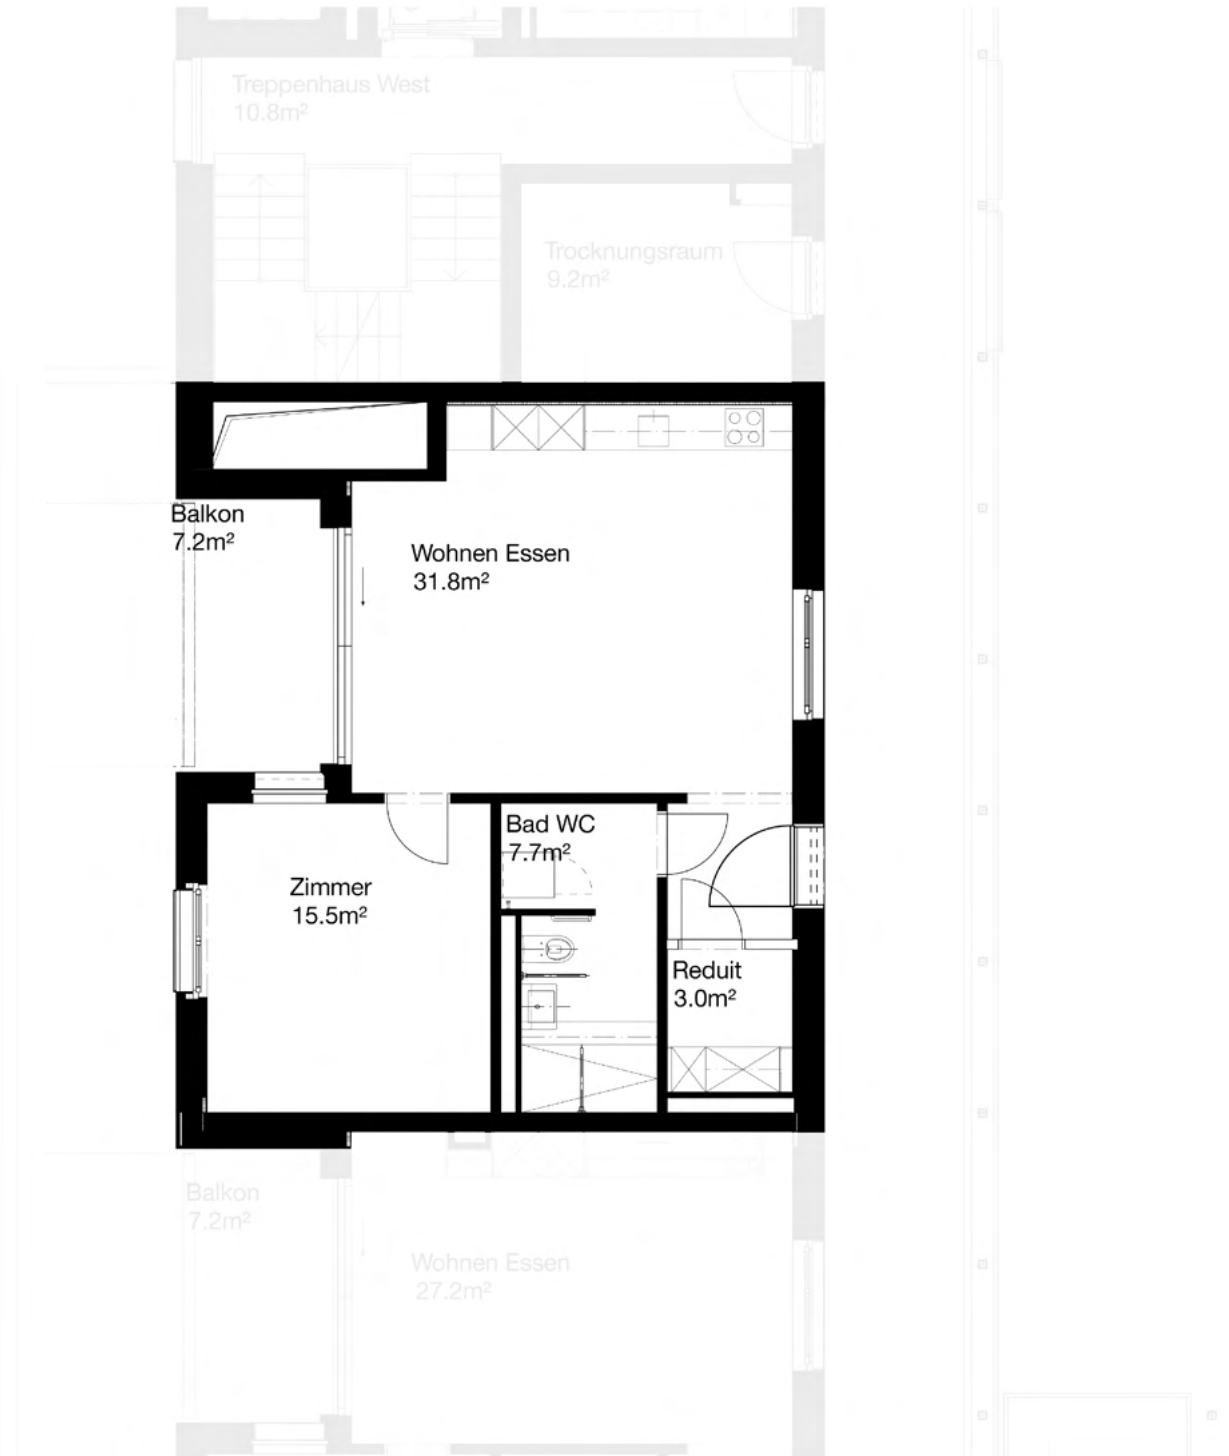 Treppenhaus West
10.8m²
Trocknungsraum
9.2m²
Balkon
7.2m²
Wohnen Essen
31.8m²
Bad WC
7.7m²
Zimmer
15.5m²
Reduit
3.0m²
Balkon
7.2m²
Wohnen Essen
27.2m²